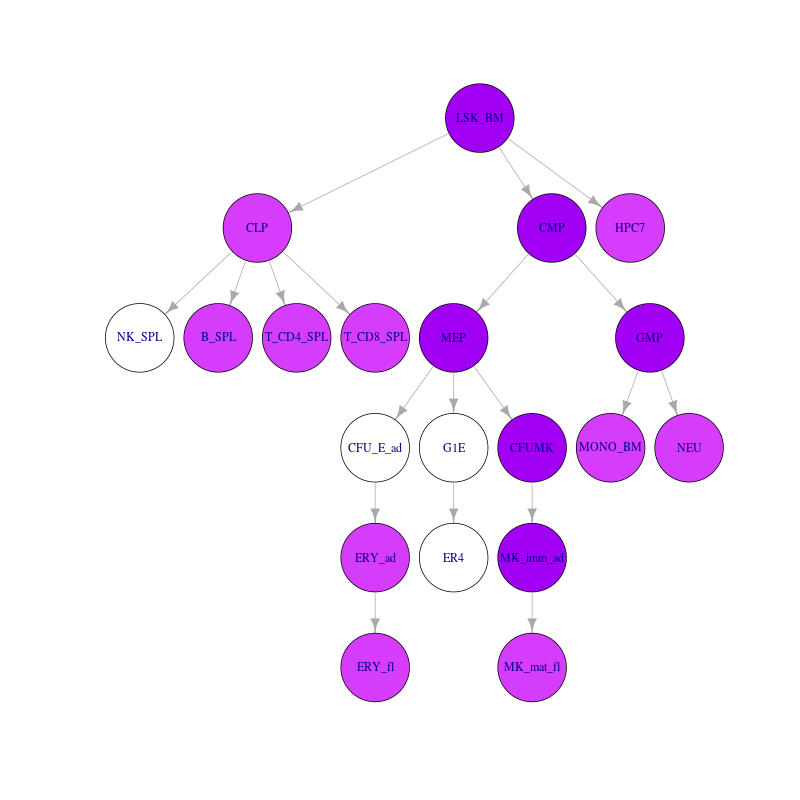 LSK_BM
CLP
CMP
HPC7
NK_SPL
B_SPL
T_CD4_SPL
T_CD8_SPL
MEP
GMP
CFU_E_ad
G1E
CFUMK
MONO_BM
NEU
ERY_ad
ER4
MK_imm_ad
ERY_fl
MK_mat_fl